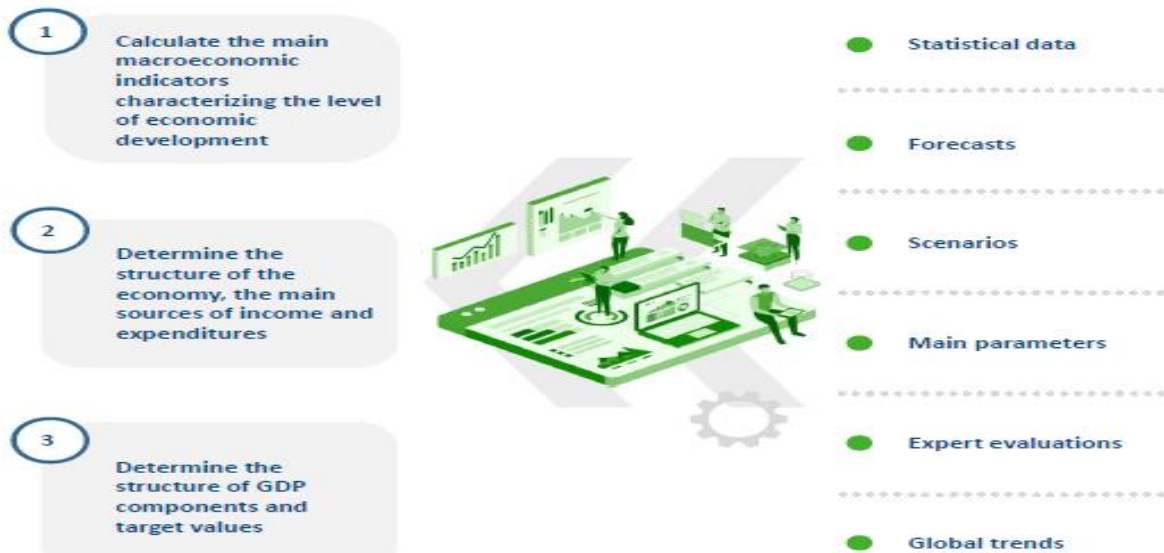 1
Calculate the main
macroeconomic
indicators
characterizing the level
of economic
development
2
Determine the
structure of the
economy, the main
sources of income and
expenditures
3
Determine the
structure of GDP
components and
target values
Statistical data
Forecasts
Scenarios
Main parameters
Expert evaluations
Global trends